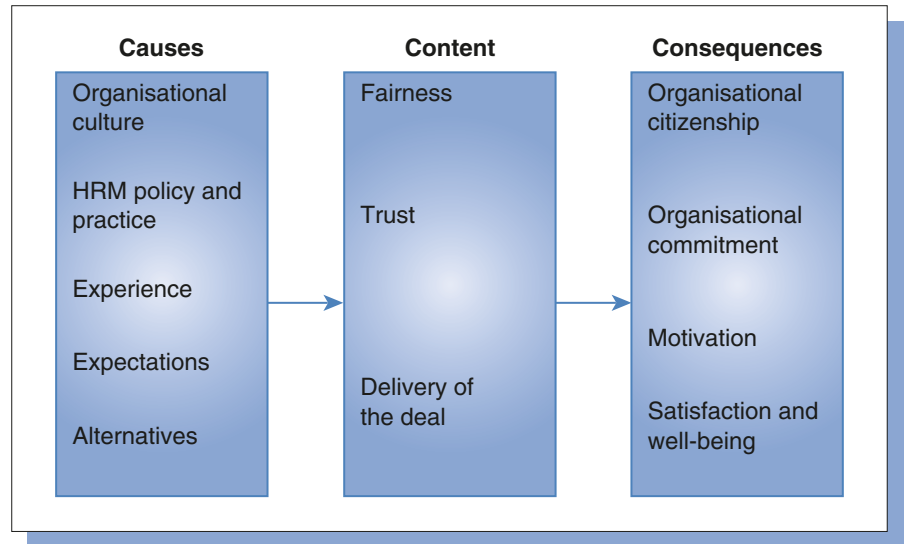 Causes
Organisational
culture
HRM policy and
practice
Experience
Expectations
Alternatives
Content
Fairness
Trust
Delivery of
the deal
Consequences
Organisational
citizenship
Organisational
commitment
Motivation
Satisfaction and
well-being